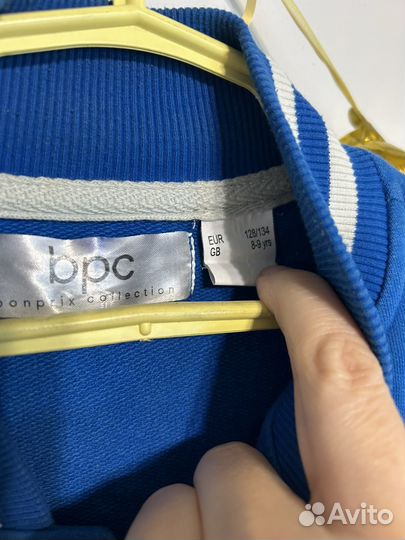 bpc
bonprix collection
EUR 128/134
GB 8-9 yrs
Avito